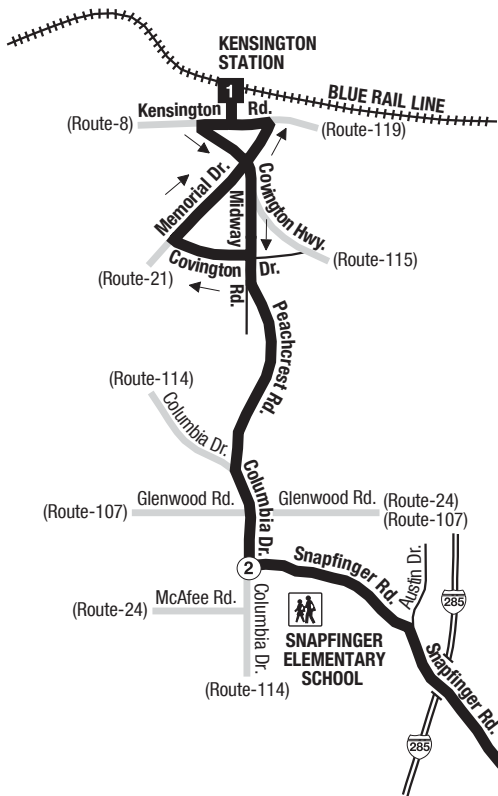 KENSINGTON
STATION
1
BLUE RAIL LINE
Kensington Rd.
(Route-8)
(Route-119)
Memorial Dr.
Midway Rd.
Covington Hwy.
Covington Dr.
(Route-115)
(Route-21)
Peachcrest Rd.
(Route-114)
Columbia Dr.
Columbia Dr.
Glenwood Rd.
Glenwood Rd.
(Route-24)
(Route-107)
(Route-107)
2
Snapfinger Rd.
Austin Dr.
285
McAfee Rd.
(Route-24)
Columbia Dr.
SNAPFINGER
ELEMENTARY
SCHOOL
Snapfinger Rd.
(Route-114)
285